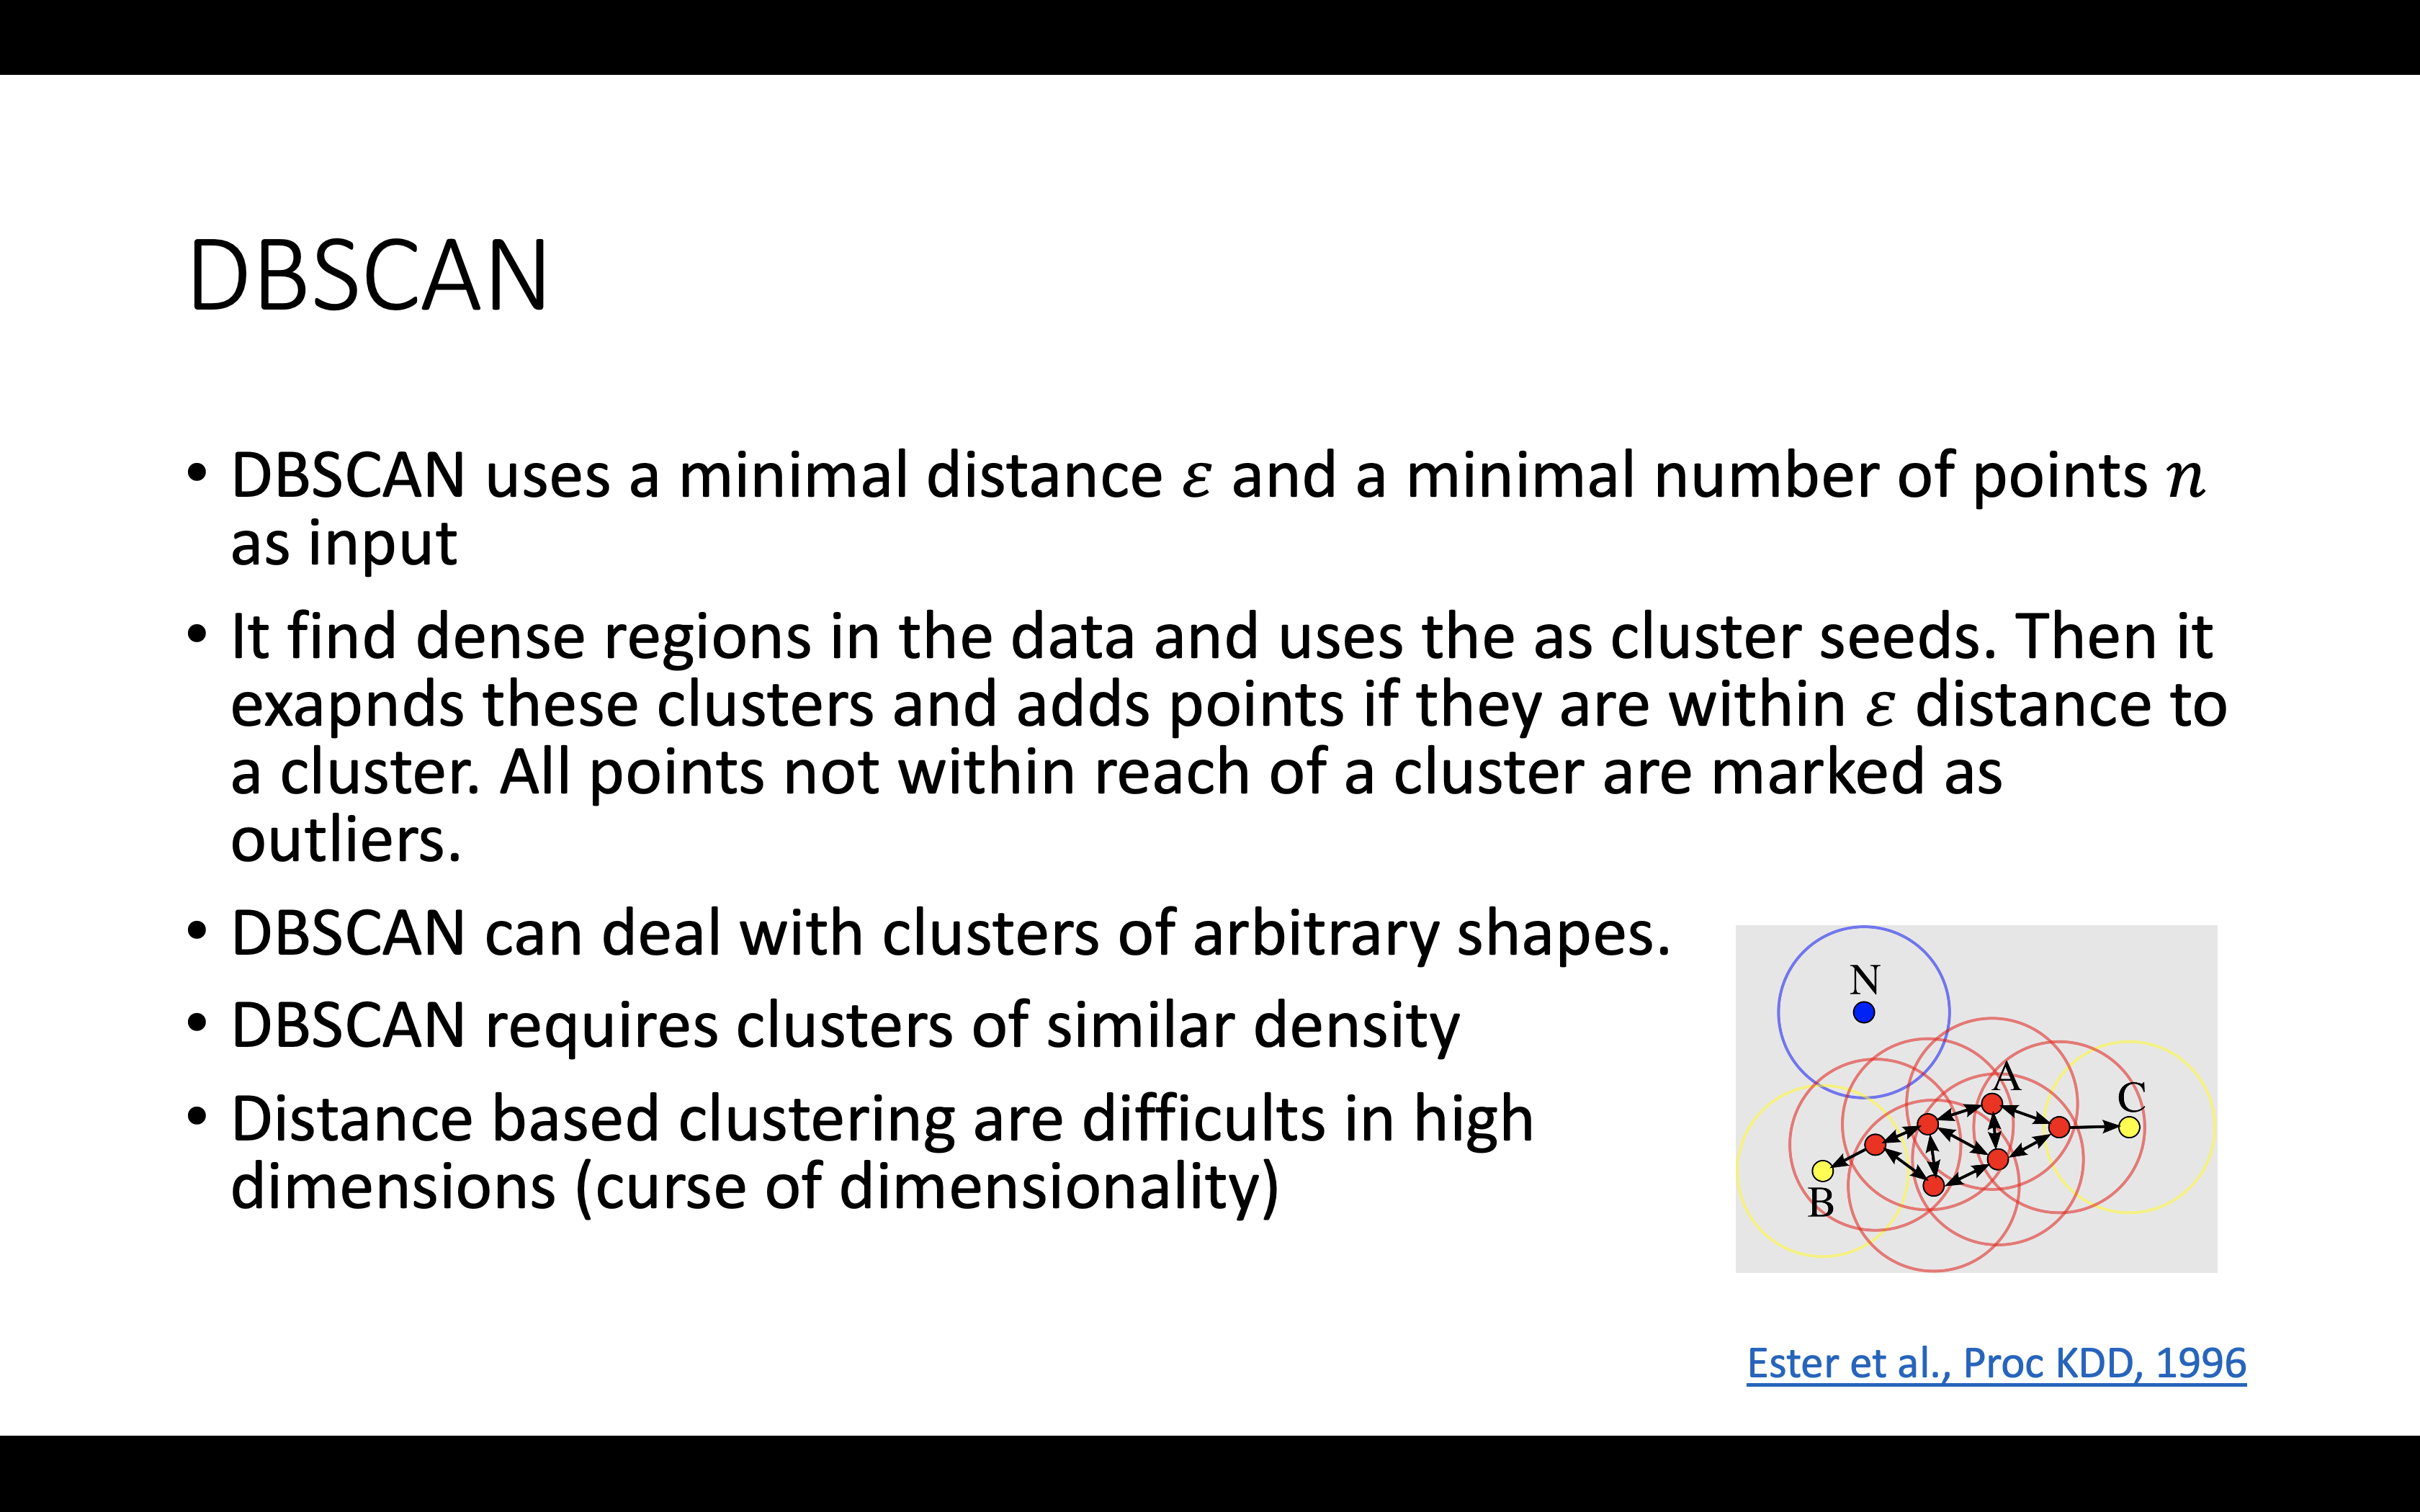 DBSCAN
• DBSCAN uses a minimal distance ε and a minimal number of points n
as input
• It find dense regions in the data and uses the as cluster seeds. Then it
exapnds these clusters and adds points if they are within ε distance to
a cluster. All points not within reach of a cluster are marked as
outliers.
• DBSCAN can deal with clusters of arbitrary shapes.
• DBSCAN requires clusters of similar density
• Distance based clustering are difficults in high
dimensions (curse of dimensionality)
N
A
C
B
Ester et al., Proc KDD, 1996